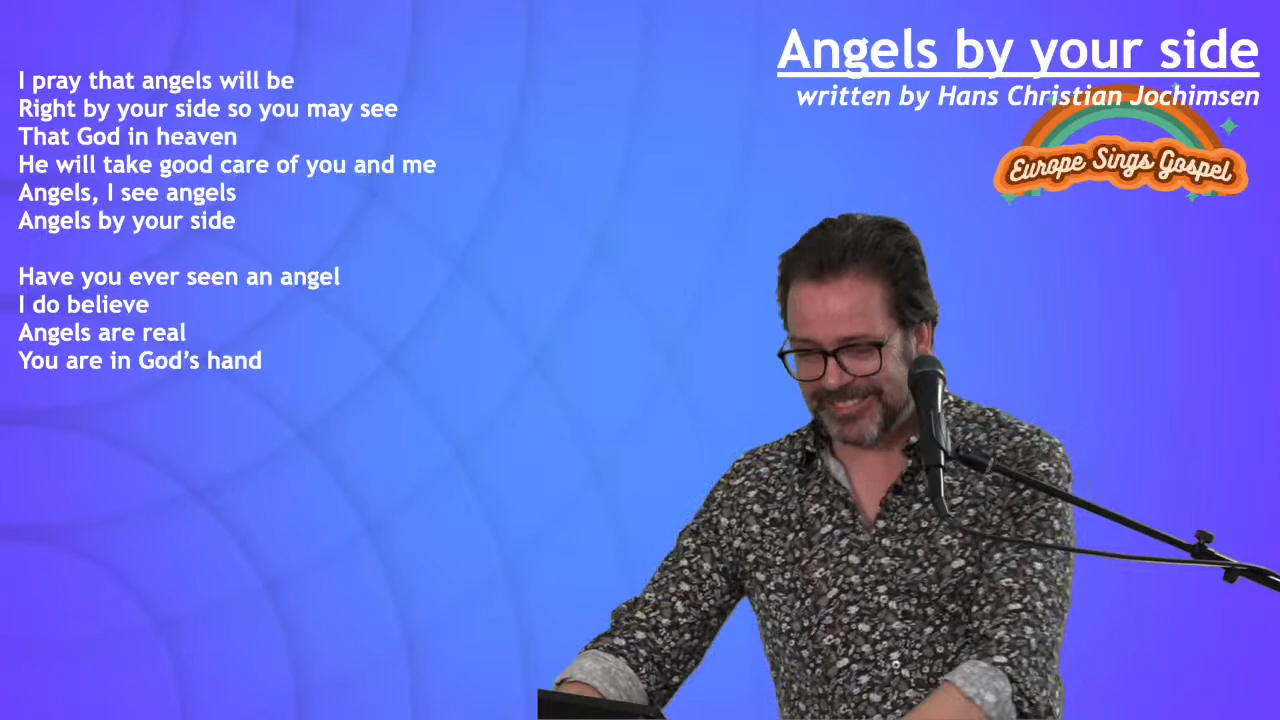 Angels by your side
written by Hans Christian Jochimsen
Europe Sings Gospel
I pray that angels will be
Right by your side so you may see
That God in heaven
He will take good care of you and me
Angels, I see angels
Angels by your side
Have you ever seen an angel
I do believe
Angels are real
You are in God’s hand